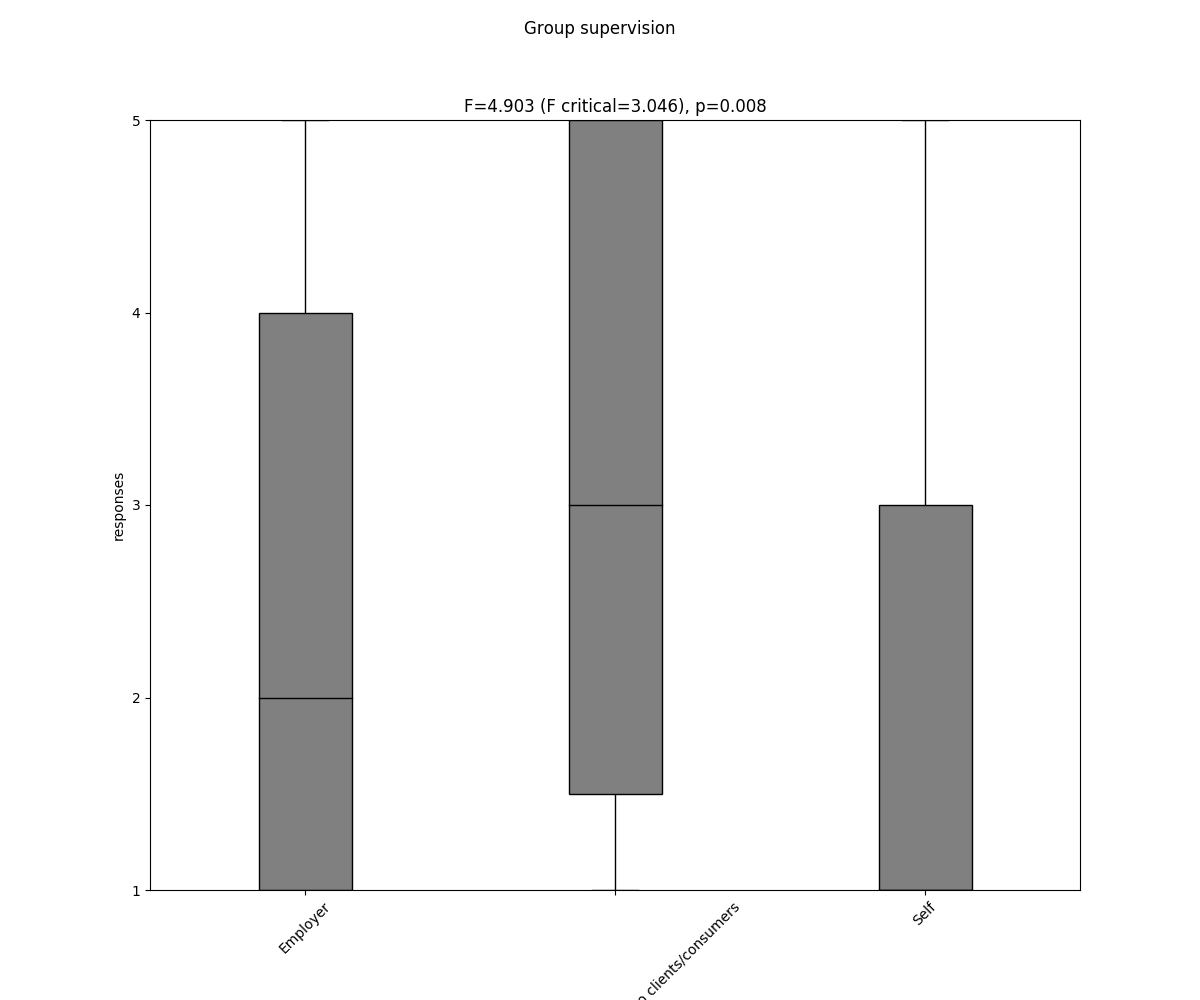 Group supervision
F=4.903 (F critical=3.046), p=0.008
5
4
3
2
1
responses
Employer
clients/consumers
Self